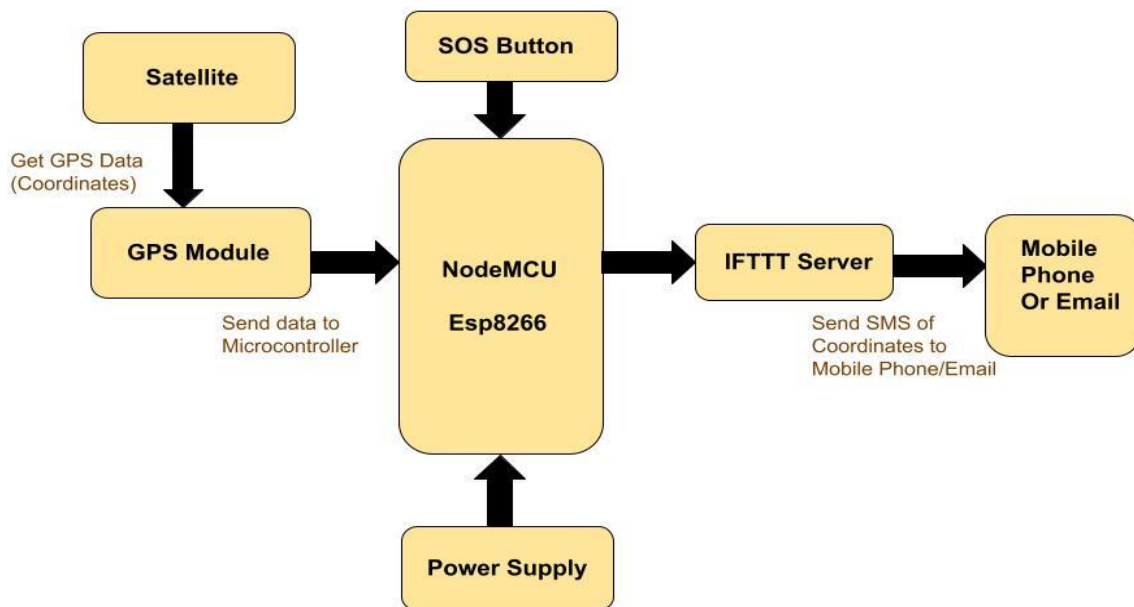 SOS Button
Satellite
Get GPS Data
(Coordinates)
GPS Module
Send data to
Microcontroller
NodeMCU
Esp8266
IFTTT Server
Send SMS of
Coordinates to
Mobile Phone/Email
Mobile
Phone
Or Email
Power Supply